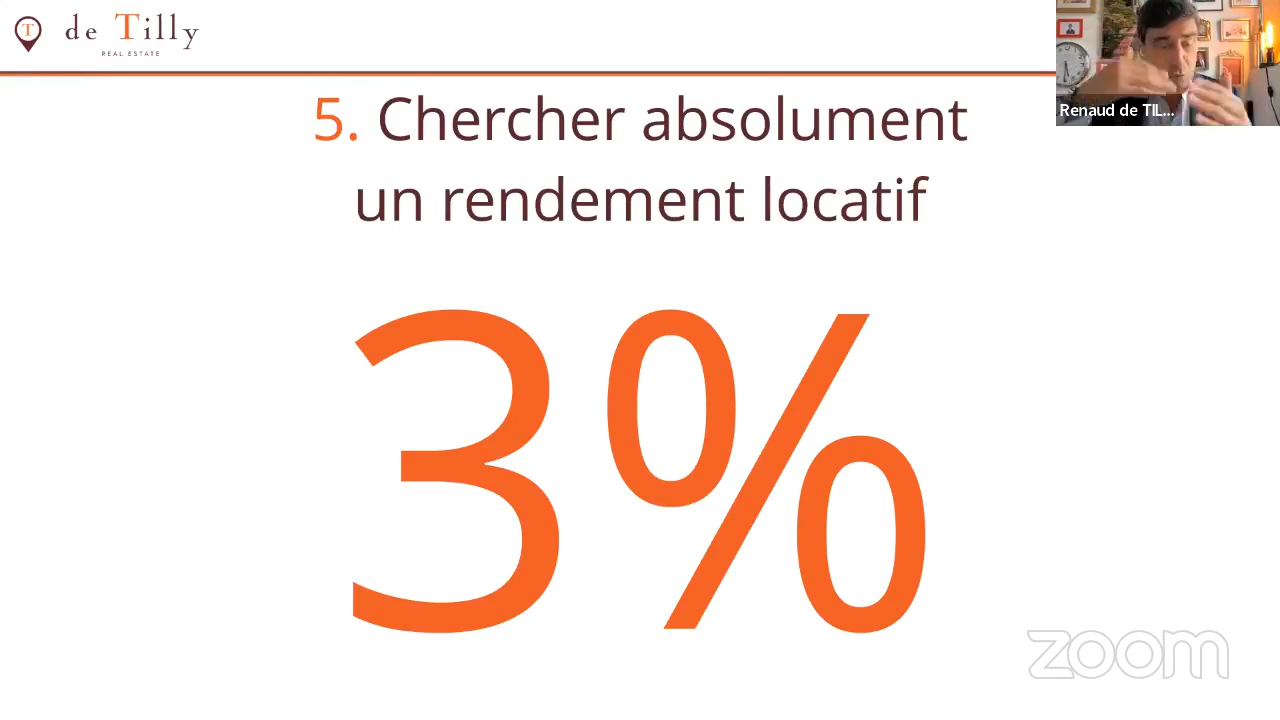 de Tilly
REAL ESTATE
Renaud de TIL...
5. Chercher absolument
un rendement locatif
3%
zoom